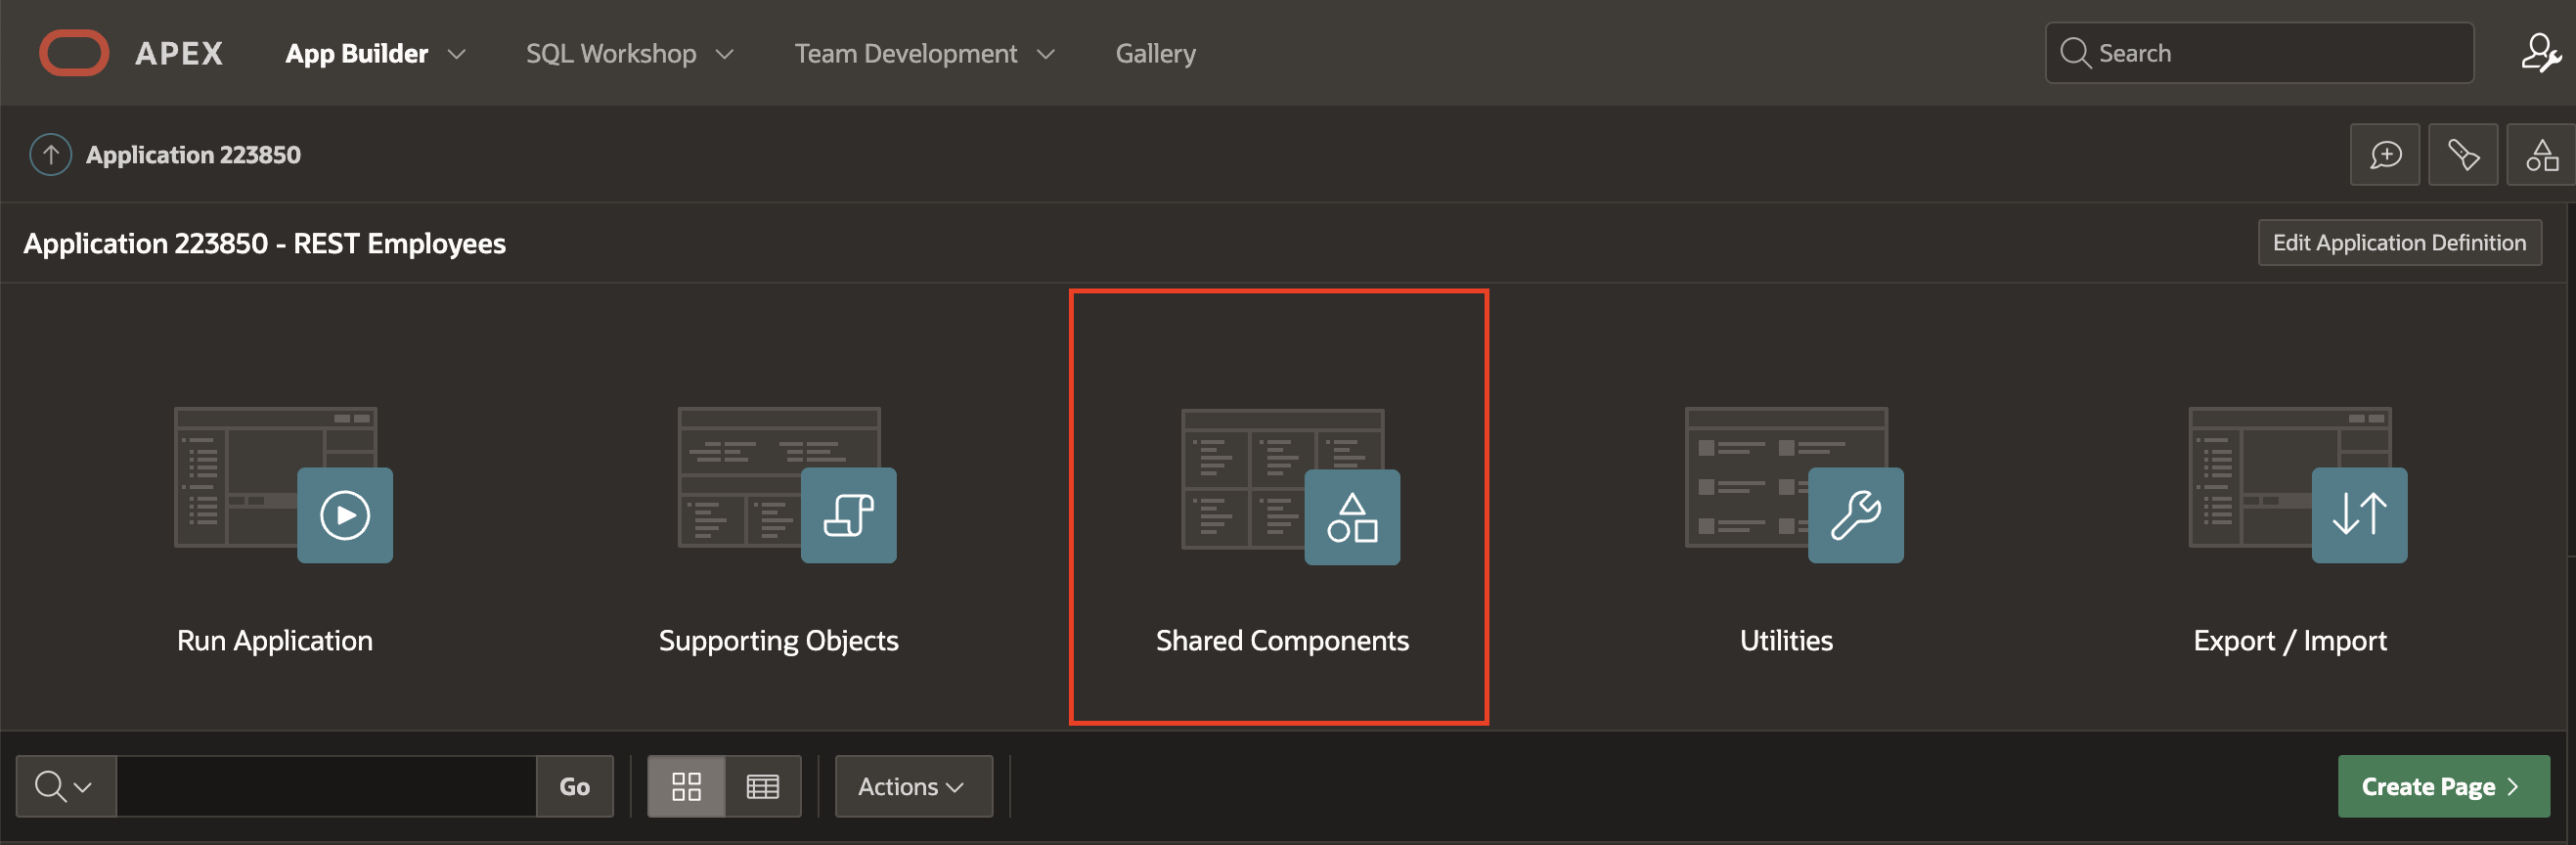 APEX App Builder SQL Workshop Team Development Gallery Search
Application 223850
Application 223850 - REST Employees Edit Application Definition
Run Application Supporting Objects Shared Components Utilities Export / Import
Go Actions Create Page